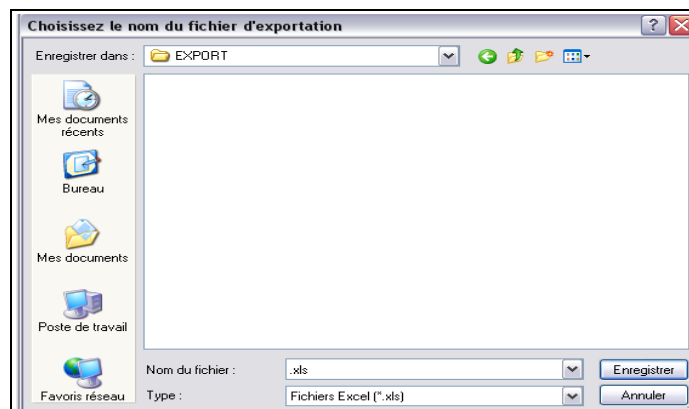 Choisissez le nom du fichier d'exportation
Enregistrer dans :
EXPORT
Mes documents
récents
Bureau
Mes documents
Poste de travail
Favoris réseau
Nom du fichier :
.xls
Enregistrer
Type :
Fichiers Excel (*.xls)
Annuler